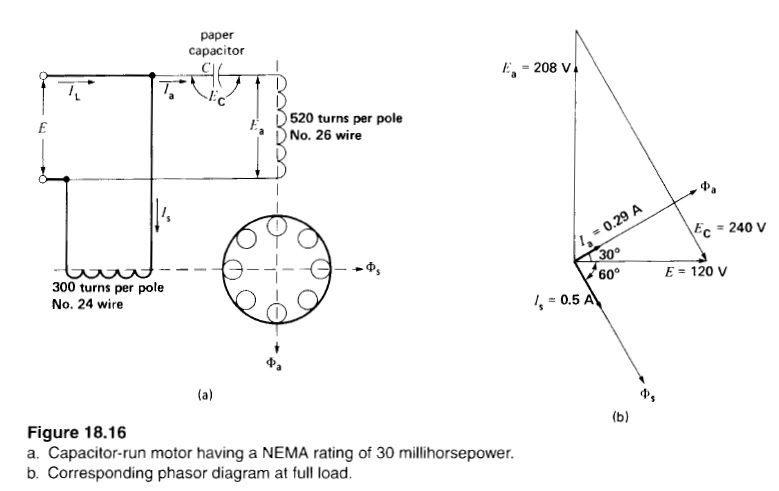 paper
capacitor
C
I_L
I_a
E_C
E
E_a
520 turns per pole
No. 26 wire
I_s
300 turns per pole
No. 24 wire
Φ_s
Φ_a
(a)
E_a = 208 V
Φ_a
I_a = 0.29 A
E_C = 240 V
30°
60°
E = 120 V
I_s = 0.5 A
Φ_s
(b)
Figure 18.16
a. Capacitor-run motor having a NEMA rating of 30 millihorsepower.
b. Corresponding phasor diagram at full load.